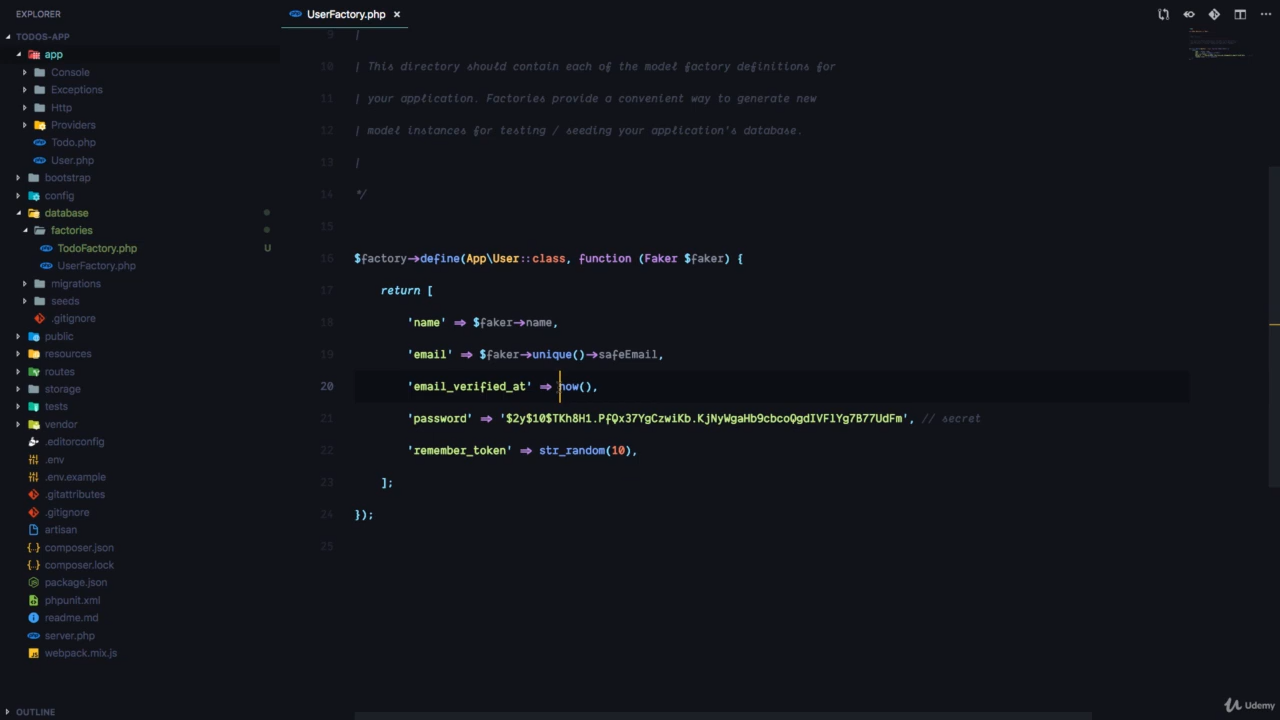 EXPLORER
TODOS-APP
app
Console
Exceptions
Http
Providers
Todo.php
User.php
bootstrap
config
database
factories
TodoFactory.php U
UserFactory.php
migrations
seeds
.gitignore
public
resources
routes
storage
tests
vendor
.editorconfig
.env
.env.example
.gitattributes
.gitignore
artisan
composer.json
composer.lock
package.json
phpunit.xml
readme.md
server.php
webpack.mix.js
OUTLINE
UserFactory.php ×
9 |
10 | This directory should contain each of the model factory definitions for
11 | your application. Factories provide a convenient way to generate new
12 | model instances for testing / seeding your application's database.
13 |
14 */
15
16 $factory->define(App\User::class, function (Faker $faker) {
17 return [
18 'name' => $faker->name,
19 'email' => $faker->unique()->safeEmail,
20 'email_verified_at' => now(),
21 'password' => '$2y$10$TKh8H1.PfQx37YgCzwiKb.KjNyWgaHb9cbcoQgdIVFlYg7B77UdFm', // secret
22 'remember_token' => str_random(10),
23 ];
24 });
25
Udemy